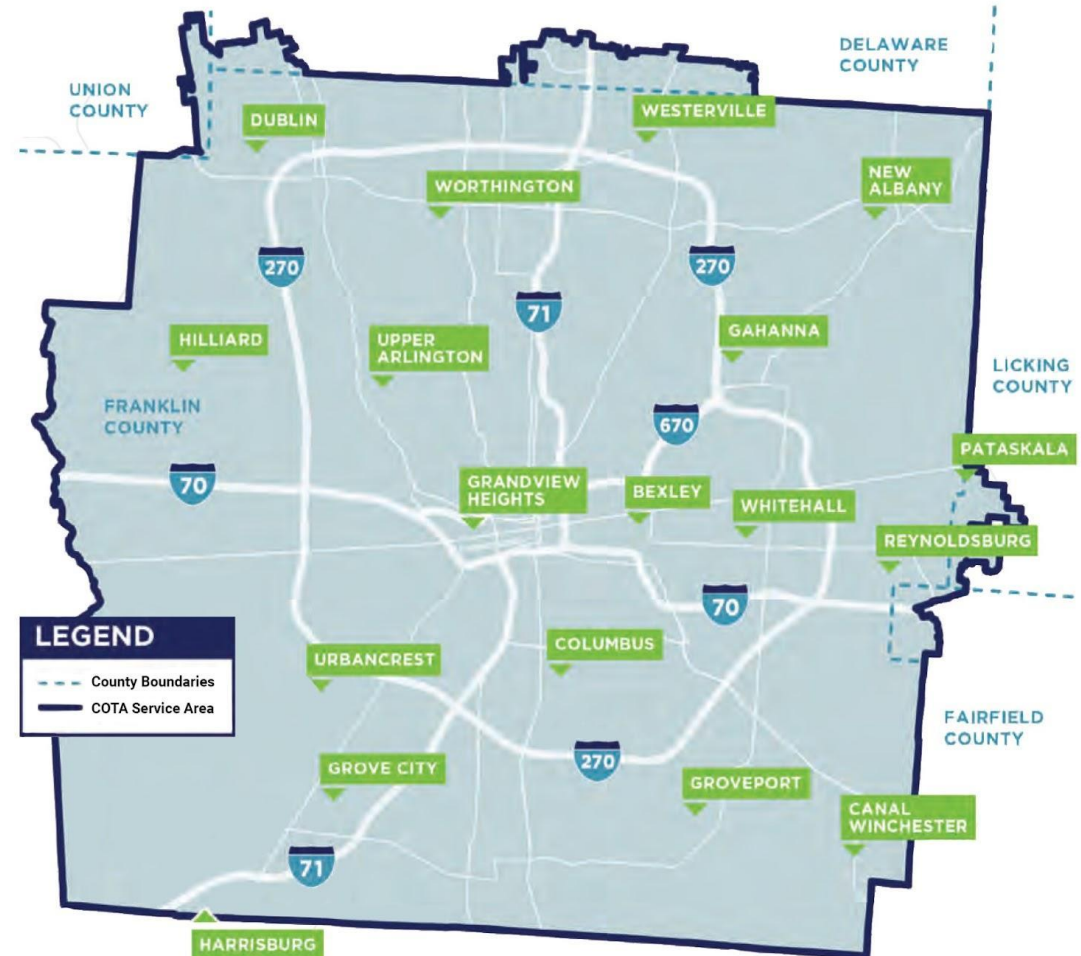 DELAWARE
COUNTY
UNION
COUNTY
DUBLIN
WESTERVILLE
WORTHINGTON
NEW
ALBANY
270
270
71
HILLIARD
UPPER
ARLINGTON
GAHANNA
LICKING
COUNTY
FRANKLIN
COUNTY
670
PATASKALA
70
GRANDVIEW
HEIGHTS
BEXLEY
WHITEHALL
REYNOLDSBURG
70
LEGEND
County Boundaries
COTA Service Area
URBANCREST
COLUMBUS
FAIRFIELD
COUNTY
270
GROVE CITY
GROVEPORT
CANAL
WINCHESTER
71
HARRISBURG